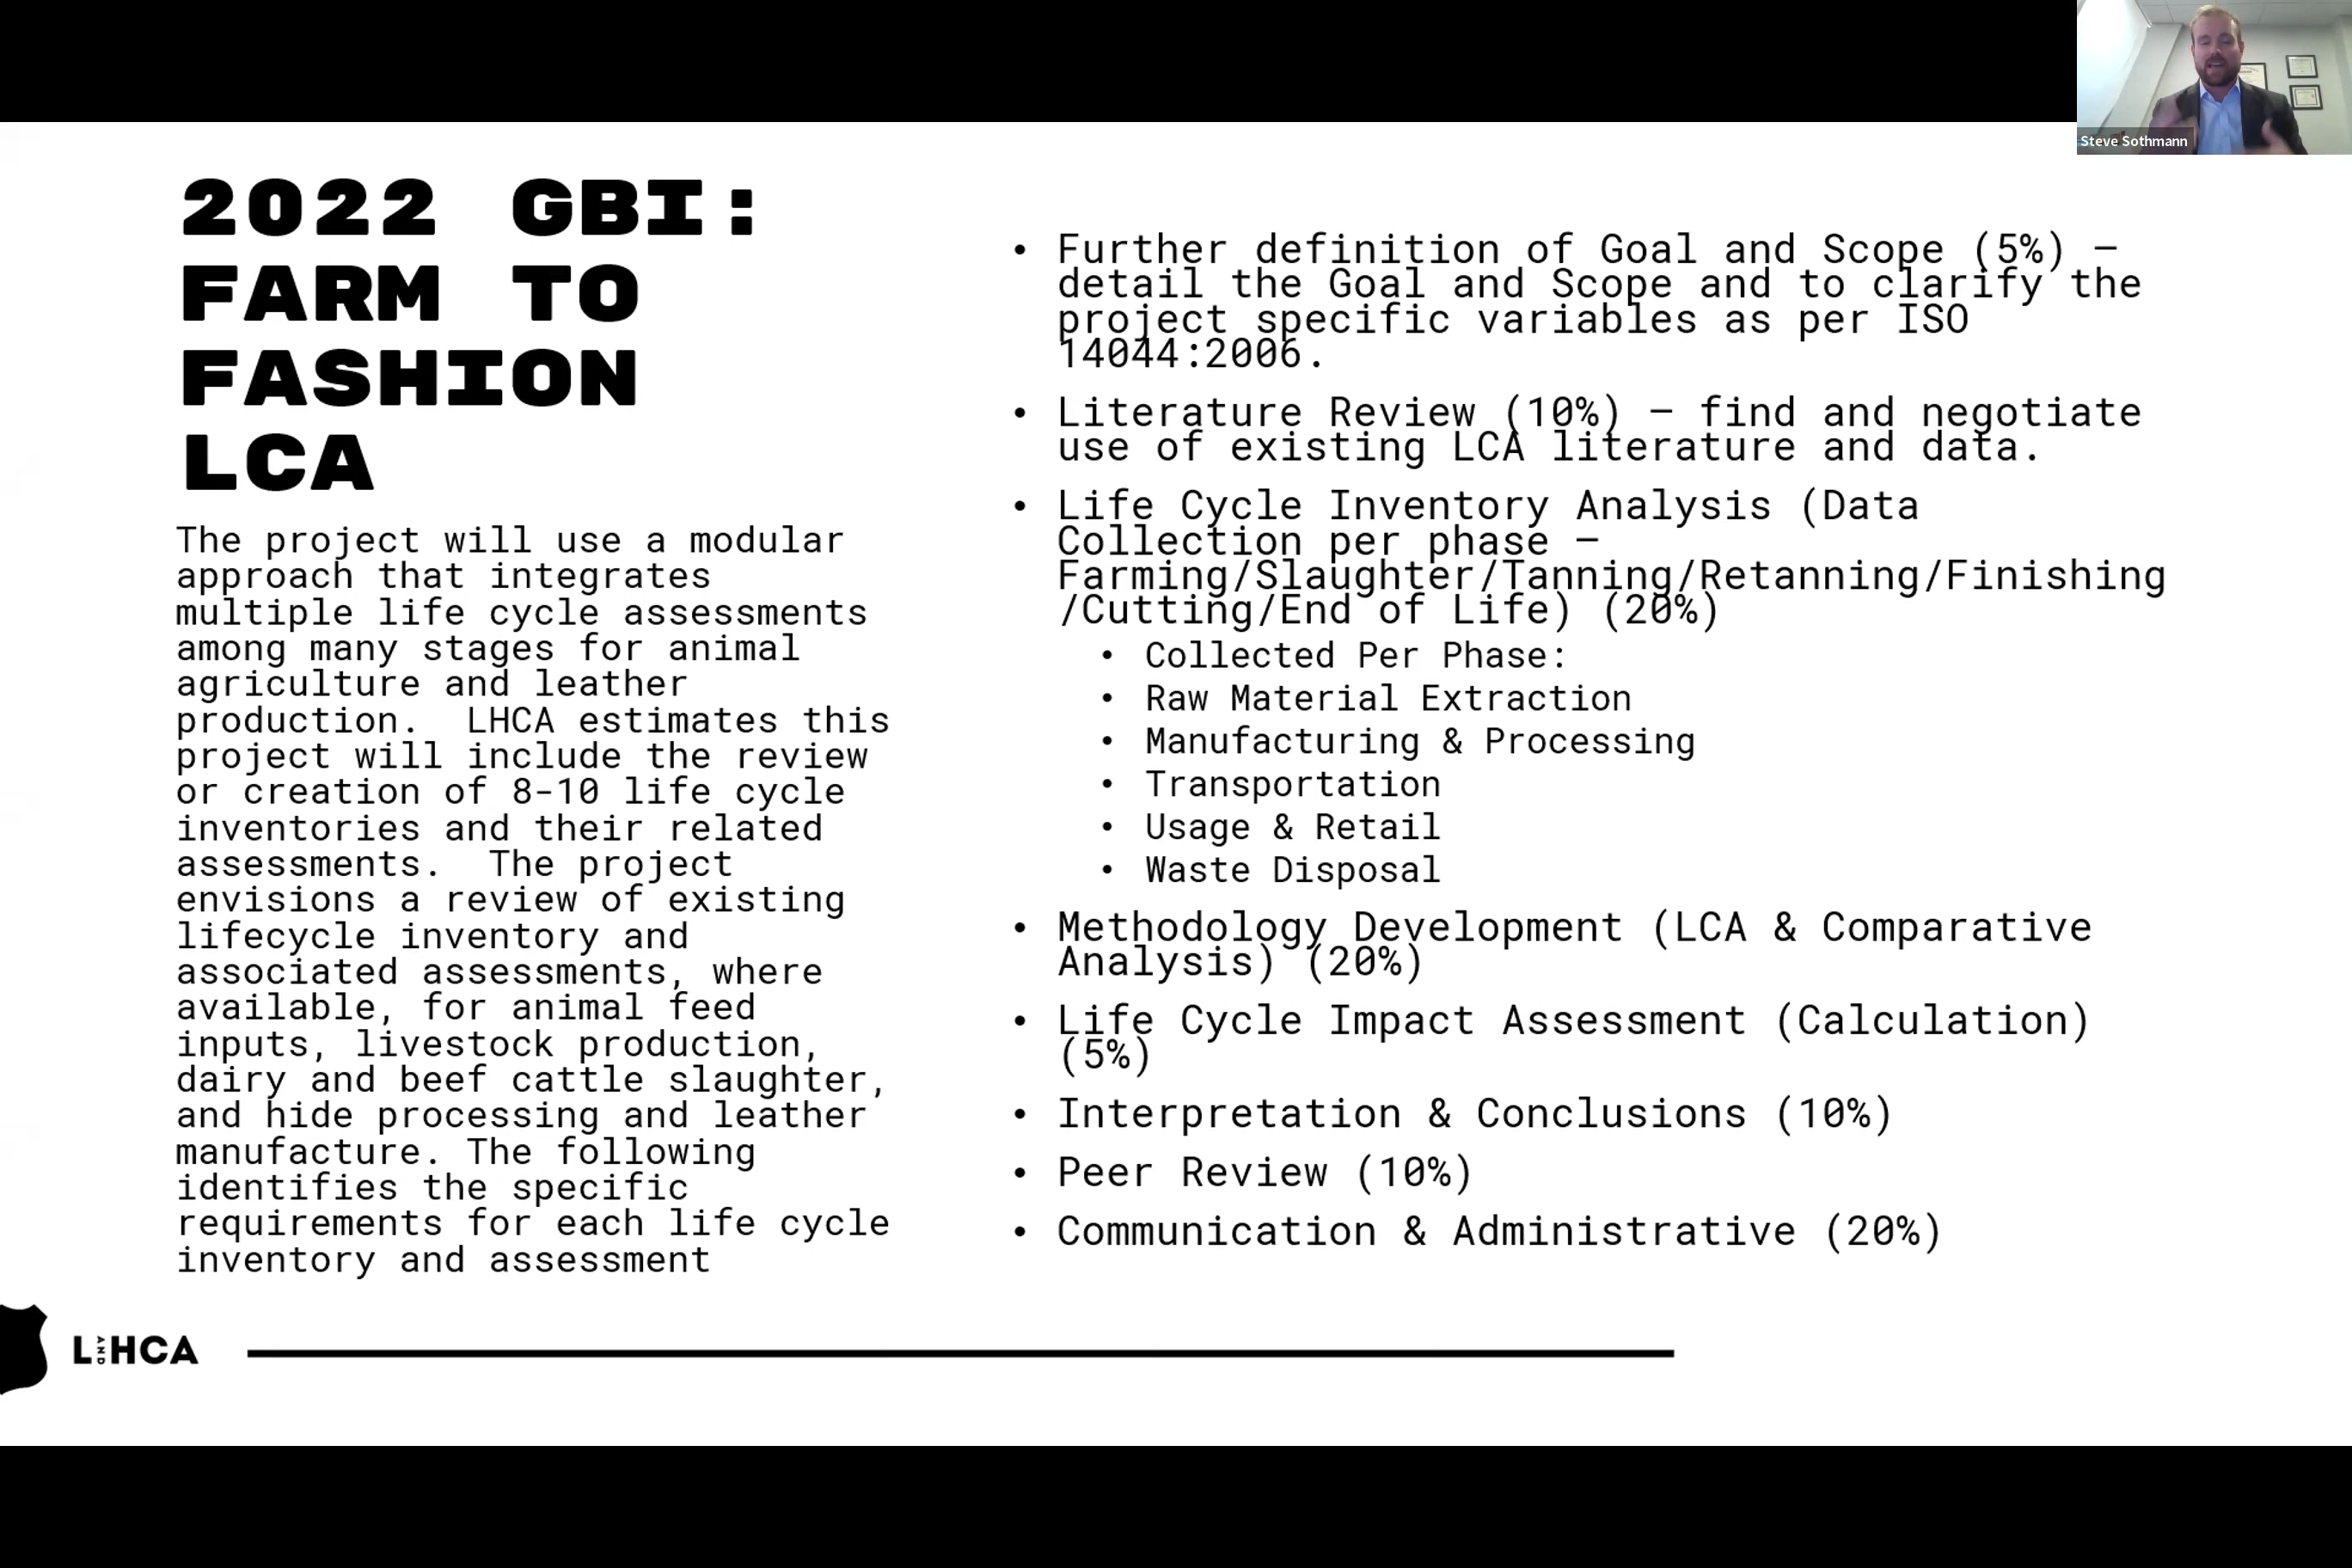 Steve Sothmann
2022 GBI:
FARM TO
FASHION
LCA
The project will use a modular
approach that integrates
multiple life cycle assessments
among many stages for animal
agriculture and leather
production.  LHCA estimates this
project will include the review
or creation of 8-10 life cycle
inventories and their related
assessments.  The project
envisions a review of existing
lifecycle inventory and
associated assessments, where
available, for animal feed
inputs, livestock production,
dairy and beef cattle slaughter,
and hide processing and leather
manufacture. The following
identifies the specific
requirements for each life cycle
inventory and assessment
• Further definition of Goal and Scope (5%) –
detail the Goal and Scope and to clarify the
project specific variables as per ISO
14044:2006.
• Literature Review (10%) – find and negotiate
use of existing LCA literature and data.
• Life Cycle Inventory Analysis (Data
Collection per phase –
Farming/Slaughter/Tanning/Retanning/Finishing
/Cutting/End of Life) (20%)
• Collected Per Phase:
• Raw Material Extraction
• Manufacturing & Processing
• Transportation
• Usage & Retail
• Waste Disposal
• Methodology Development (LCA & Comparative
Analysis) (20%)
• Life Cycle Impact Assessment (Calculation)
(5%)
• Interpretation & Conclusions (10%)
• Peer Review (10%)
• Communication & Administrative (20%)
L AND HCA